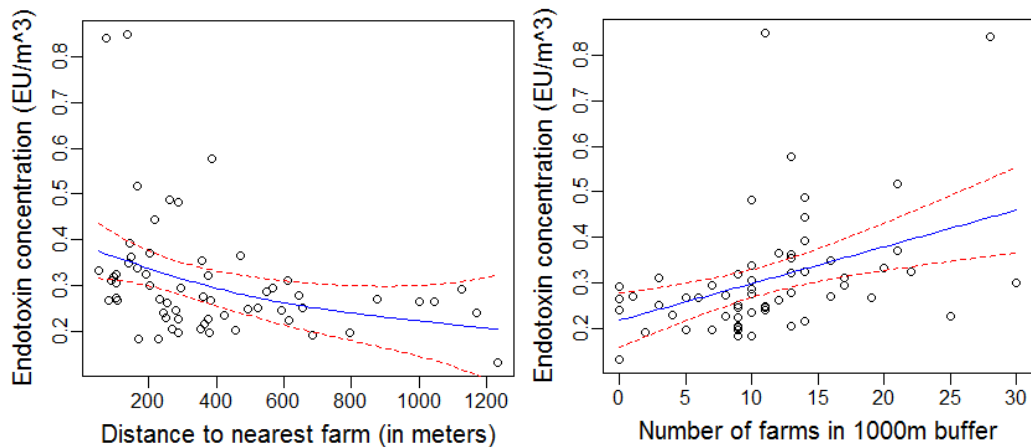 Endotoxin concentration (EU/m^3)
0.8
0.7
0.6
0.5
0.4
0.3
0.2
200 400 600 800 1000 1200
Distance to nearest farm (in meters)
Endotoxin concentration (EU/m^3)
0.8
0.7
0.6
0.5
0.4
0.3
0.2
0 5 10 15 20 25 30
Number of farms in 1000m buffer